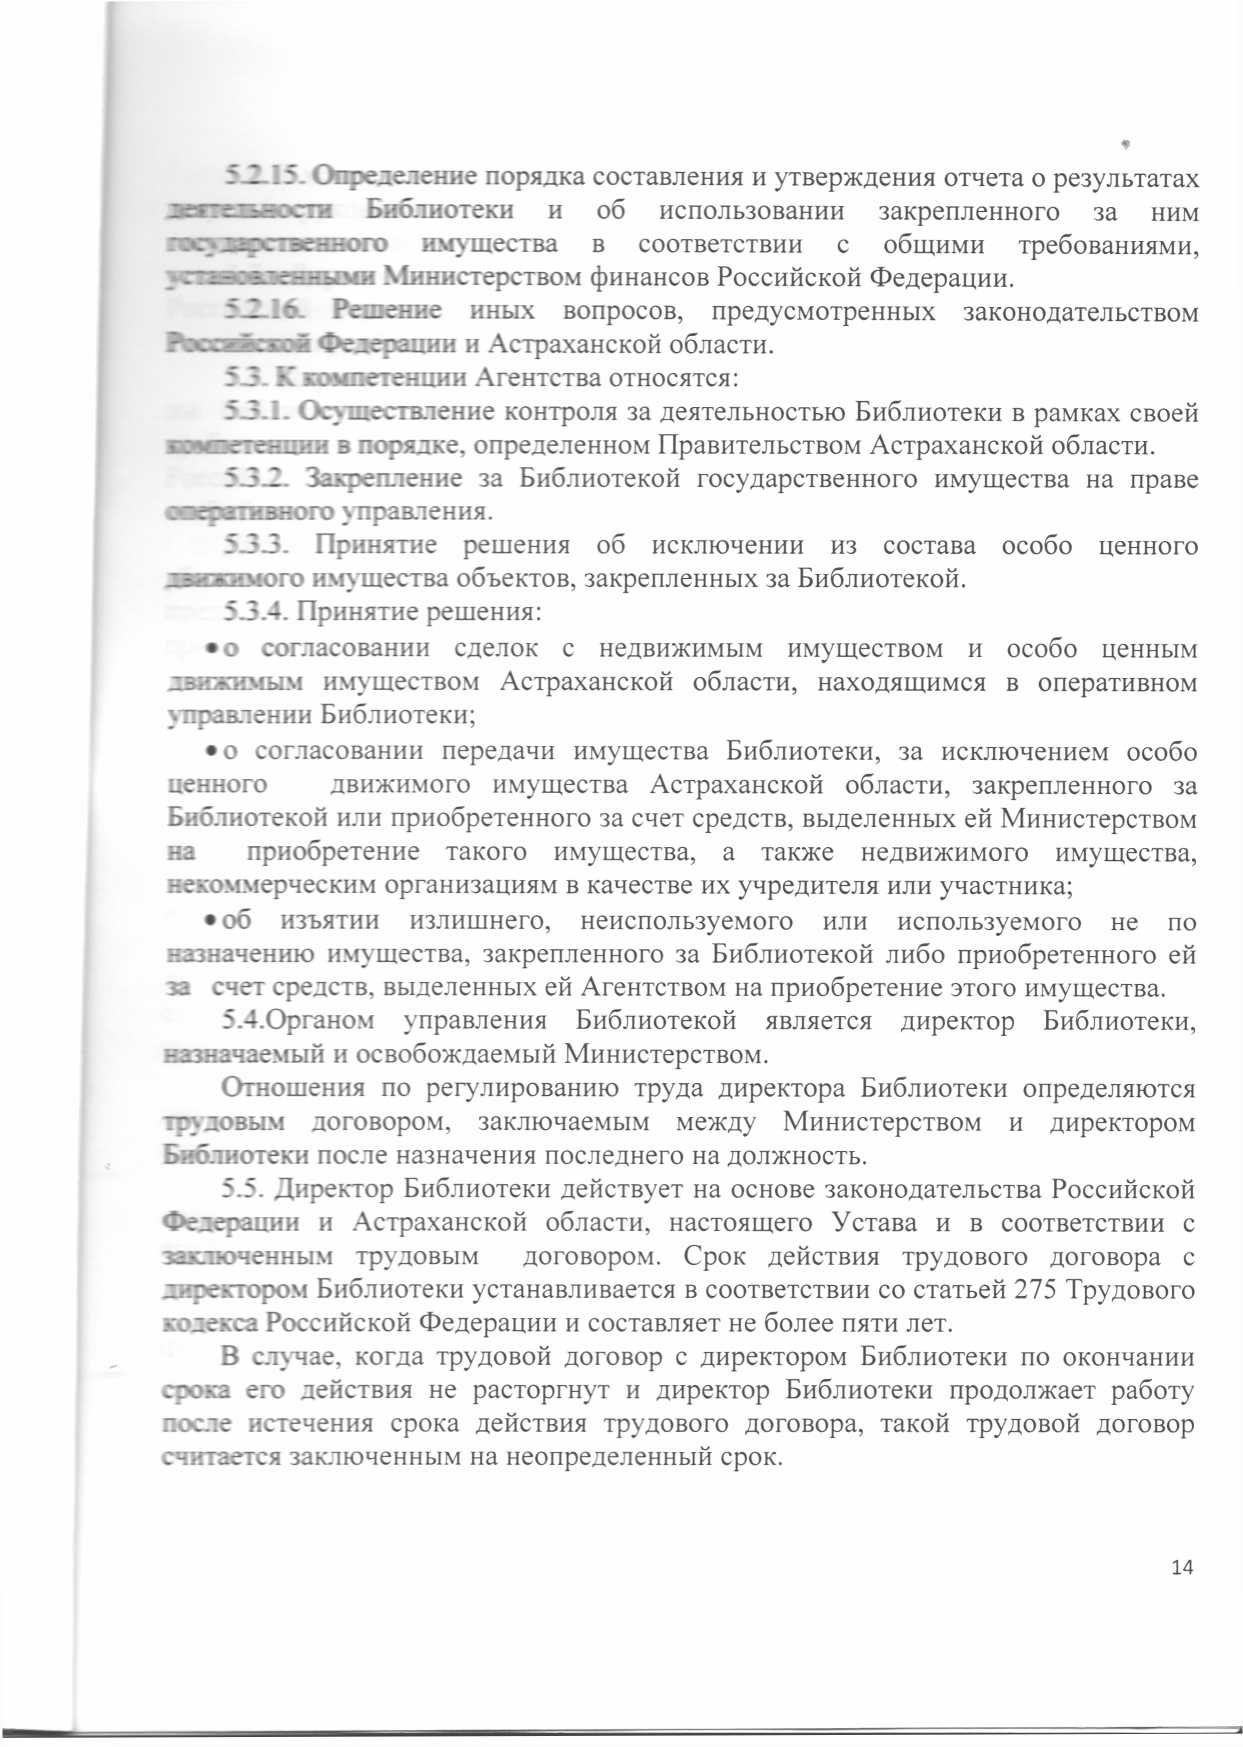 5.2.15. Определение порядка составления и утверждения отчета о результатах
деятельности Библиотеки и об использовании закрепленного за ним
государственного имущества в соответствии с общими требованиями,
установленными Министерством финансов Российской Федерации.
5.2.16. Решение иных вопросов, предусмотренных законодательством
Российской Федерации и Астраханской области.
5.3. К компетенции Агентства относятся:
5.3.1. Осуществление контроля за деятельностью Библиотеки в рамках своей
компетенции в порядке, определенном Правительством Астраханской области.
5.3.2. Закрепление за Библиотекой государственного имущества на праве
оперативного управления.
5.3.3. Принятие решения об исключении из состава особо ценного
движимого имущества объектов, закрепленных за Библиотекой.
5.3.4. Принятие решения:
•о согласовании сделок с недвижимым имуществом и особо ценным
движимым имуществом Астраханской области, находящимся в оперативном
управлении Библиотеки;
•о согласовании передачи имущества Библиотеки, за исключением особо
ценного движимого имущества Астраханской области, закрепленного за
Библиотекой или приобретенного за счет средств, выделенных ей Министерством
на приобретение такого имущества, а также недвижимого имущества,
некоммерческим организациям в качестве их учредителя или участника;
•об изъятии излишнего, неиспользуемого или используемого не по
назначению имущества, закрепленного за Библиотекой либо приобретенного ей
за счет средств, выделенных ей Агентством на приобретение этого имущества.
5.4.Органом управления Библиотекой является директор Библиотеки,
назначаемый и освобождаемый Министерством.
Отношения по регулированию труда директора Библиотеки определяются
трудовым договором, заключаемым между Министерством и директором
Библиотеки после назначения последнего на должность.
5.5. Директор Библиотеки действует на основе законодательства Российской
Федерации и Астраханской области, настоящего Устава и в соответствии с
заключенным трудовым договором. Срок действия трудового договора с
директором Библиотеки устанавливается в соответствии со статьей 275 Трудового
кодекса Российской Федерации и составляет не более пяти лет.
В случае, когда трудовой договор с директором Библиотеки по окончании
срока его действия не расторгнут и директор Библиотеки продолжает работу
после истечения срока действия трудового договора, такой трудовой договор
считается заключенным на неопределенный срок.
14